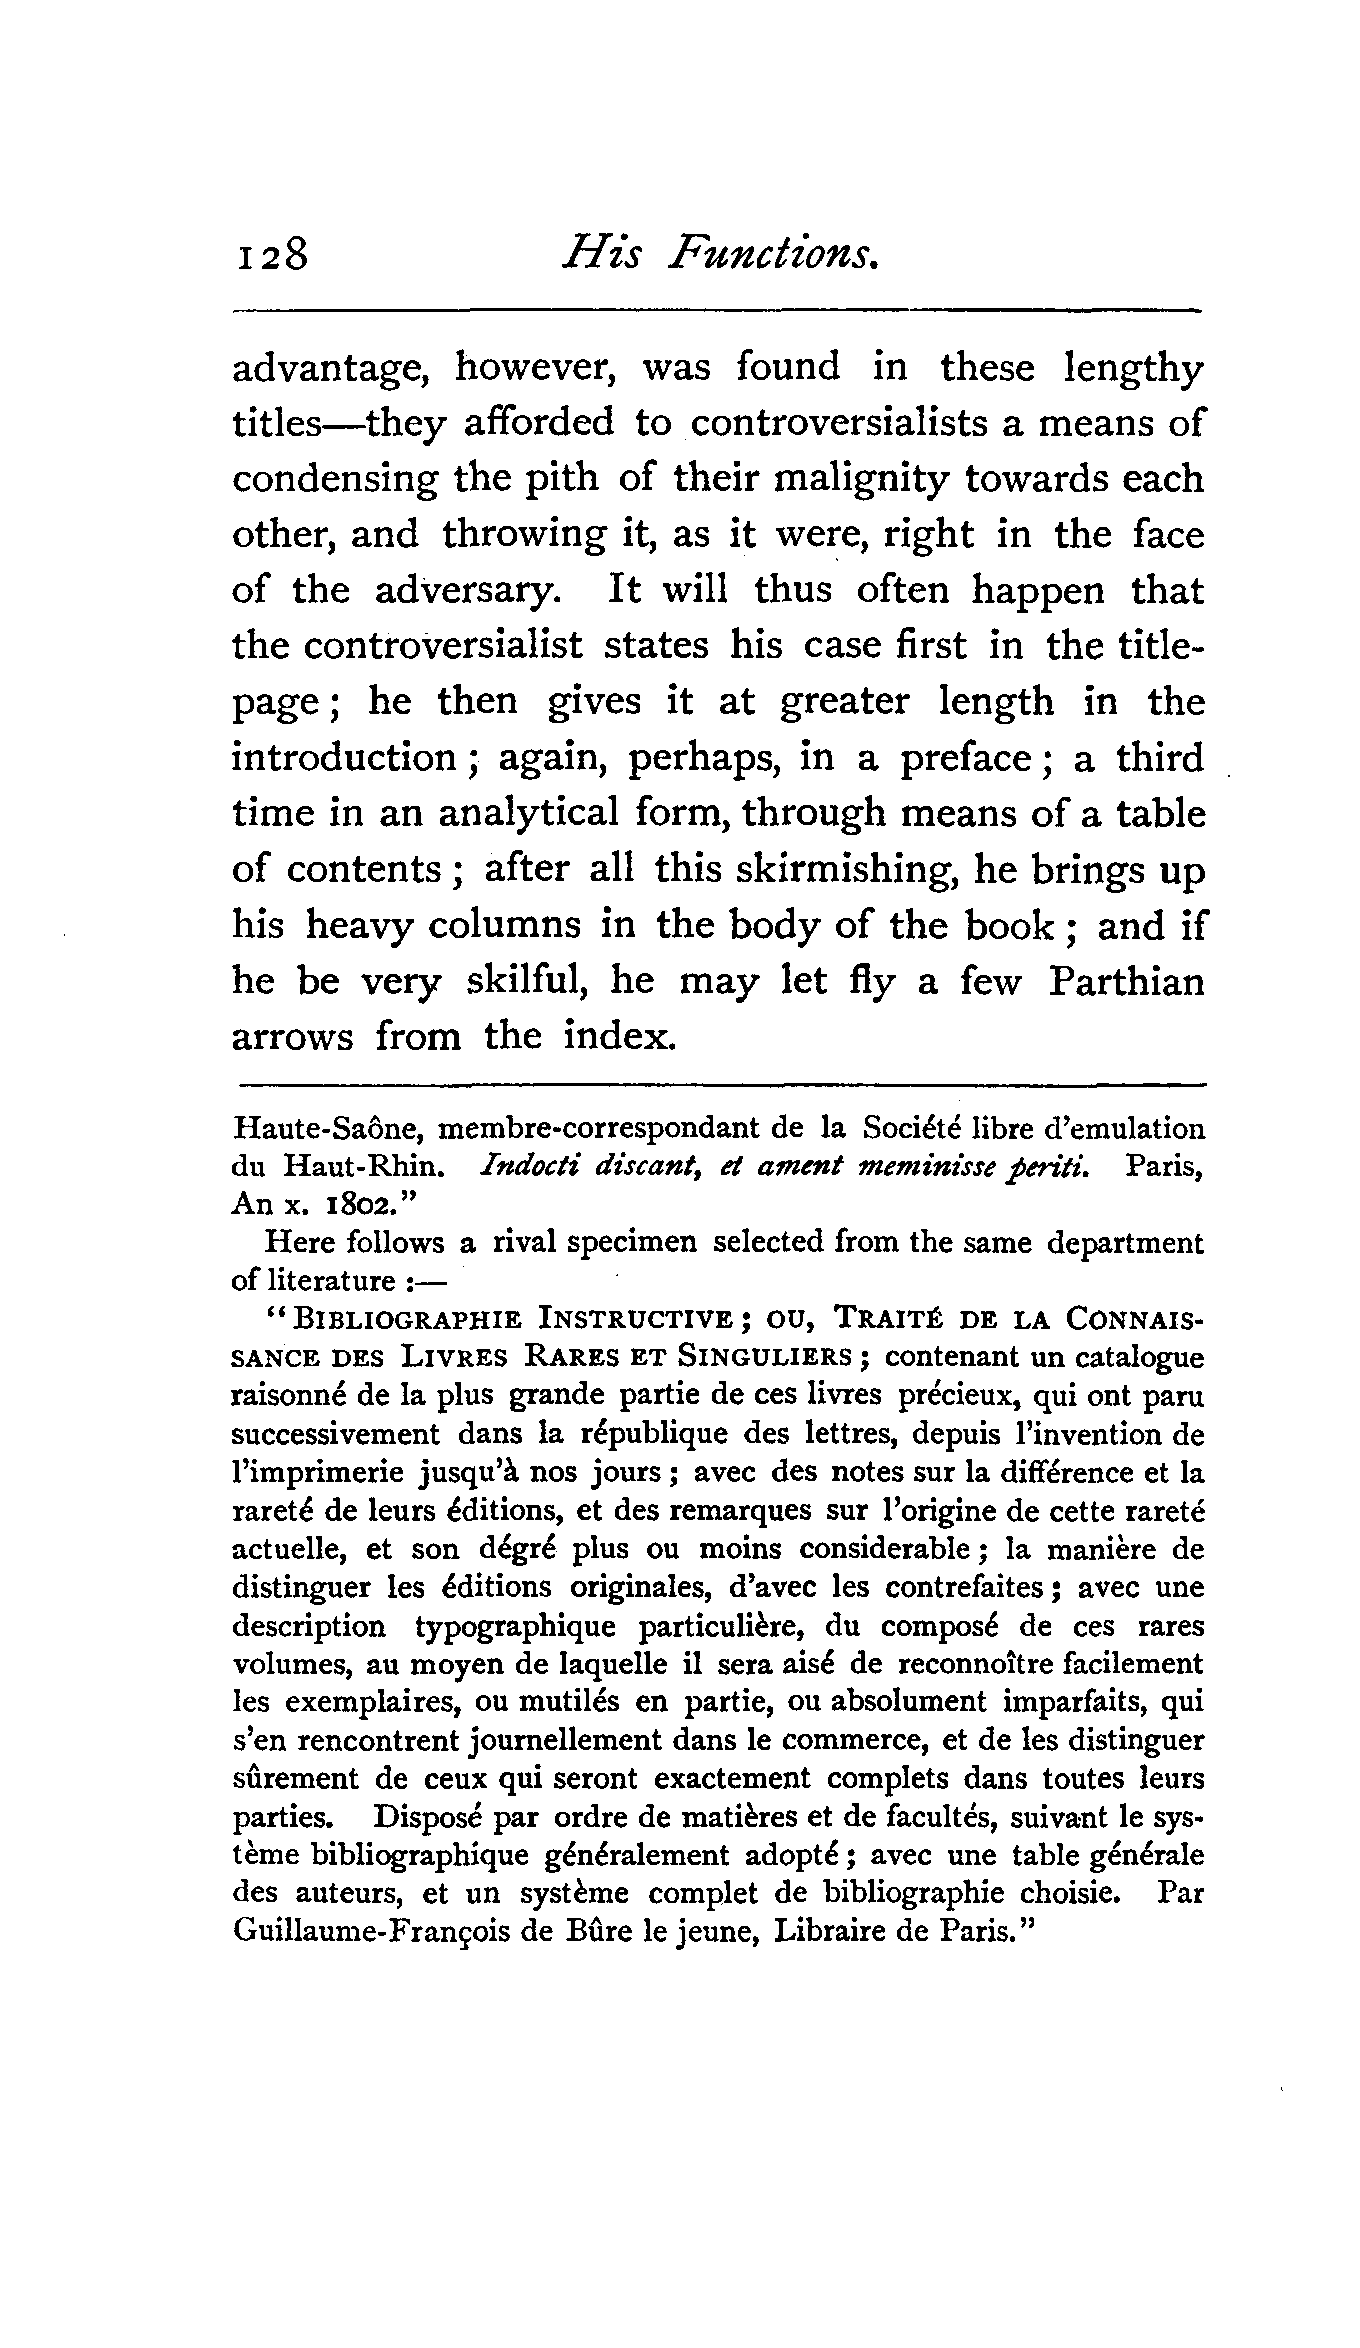 128 His Functions.
advantage, however, was found in these lengthy
titles—they afforded to controversialists a means of
condensing the pith of their malignity towards each
other, and throwing it, as it were, right in the face
of the adversary. It will thus often happen that
the controversialist states his case first in the title-
page ; he then gives it at greater length in the
introduction ; again, perhaps, in a preface ; a third
time in an analytical form, through means of a table
of contents ; after all this skirmishing, he brings up
his heavy columns in the body of the book ; and if
he be very skilful, he may let fly a few Parthian
arrows from the index.
Haute-Saône, membre-correspondant de la Société libre d'emulation
du Haut-Rhin. Indocti discant, et ament meminisse periti. Paris,
An x. 1802."
Here follows a rival specimen selected from the same department
of literature :—
"BIBLIOGRAPHIE INSTRUCTIVE ; OU, TRAITÉ DE LA CONNAIS-
SANCE DES LIVRES RARES ET SINGULIERS ; contenant un catalogue
raisonné de la plus grande partie de ces livres précieux, qui ont paru
successivement dans la république des lettres, depuis l'invention de
l'imprimerie jusqu'à nos jours ; avec des notes sur la différence et la
rareté de leurs éditions, et des remarques sur l'origine de cette rareté
actuelle, et son dégré plus ou moins considerable ; la manière de
distinguer les éditions originales, d'avec les contrefaites ; avec une
description typographique particulière, du composé de ces rares
volumes, au moyen de laquelle il sera aisé de reconnoître facilement
les exemplaires, ou mutilés en partie, ou absolument imparfaits, qui
s'en rencontrent journellement dans le commerce, et de les distinguer
sûrement de ceux qui seront exactement complets dans toutes leurs
parties. Disposé par ordre de matières et de facultés, suivant le sys-
tème bibliographique généralement adopté ; avec une table générale
des auteurs, et un système complet de bibliographie choisie. Par
Guillaume-François de Bûre le jeune, Libraire de Paris."